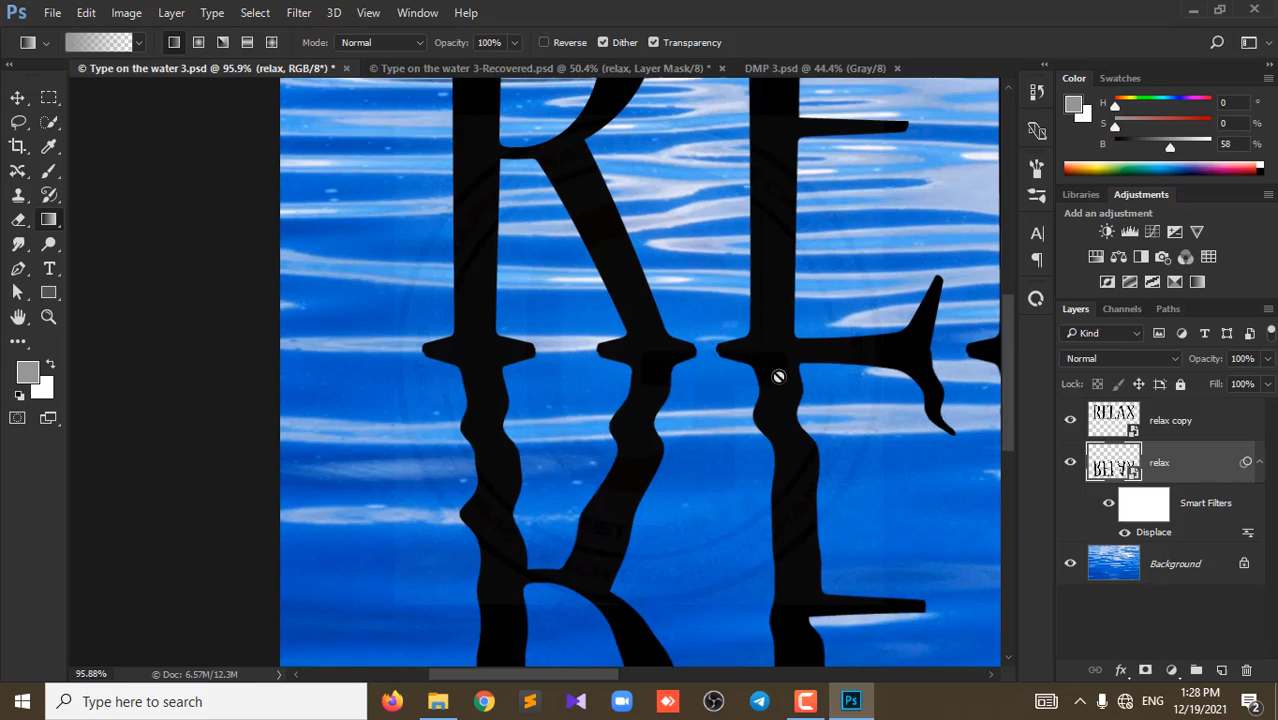 Ps File Edit Image Layer Type Select Filter 3D View Window Help
Mode: Normal Opacity: 100% Reverse Dither Transparency
© Type on the water 3.psd @ 95.9% (relax, RGB/8*) * × © Type on the water 3-Recovered.psd @ 50.4% (relax, Layer Mask/8) * × DMP 3.psd @ 44.4% (Gray/8) ×
Color Swatches
H 0 °
S 0 %
B 58 %
Libraries Adjustments
Add an adjustment
Layers Channels Paths
Kind
Normal Opacity: 100%
Lock: Fill: 100%
RELAX relax copy
RELAX relax
Smart Filters
Displace
Background
95.88% © Doc: 6.57M/12.3M
Type here to search
ENG
1:28 PM
12/19/2021
2